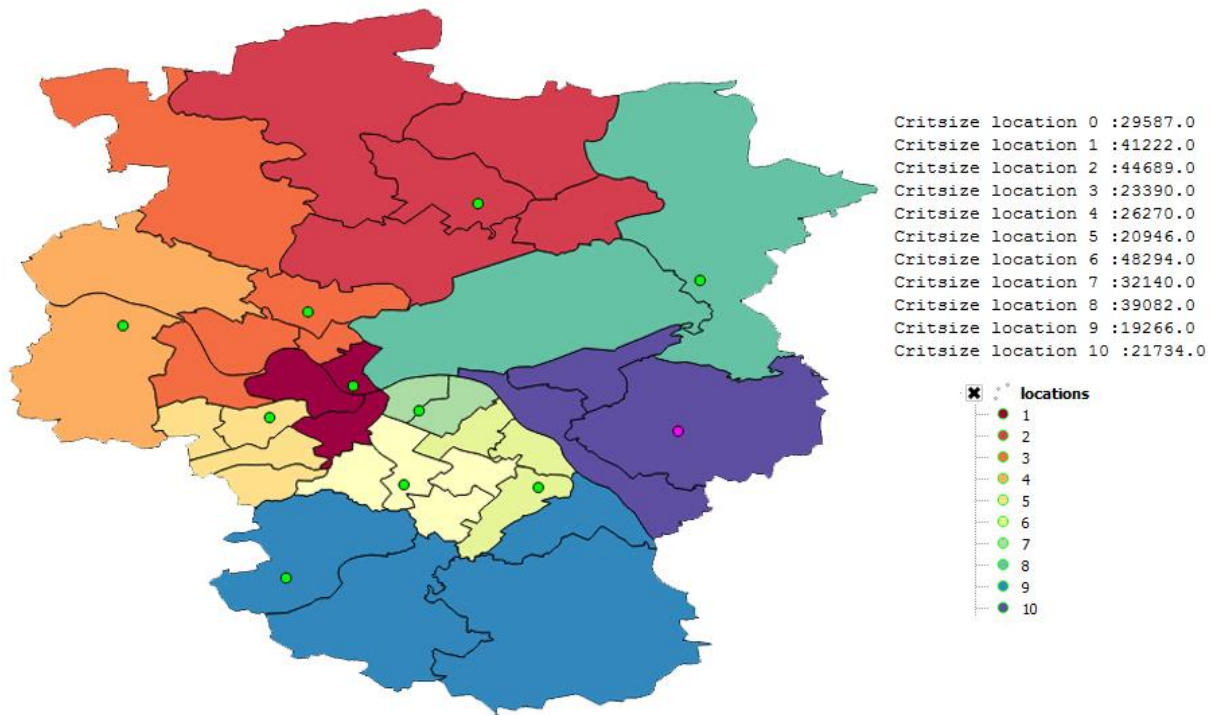 Critsize location 0 :29587.0
Critsize location 1 :41222.0
Critsize location 2 :44689.0
Critsize location 3 :23390.0
Critsize location 4 :26270.0
Critsize location 5 :20946.0
Critsize location 6 :48294.0
Critsize location 7 :32140.0
Critsize location 8 :39082.0
Critsize location 9 :19266.0
Critsize location 10 :21734.0
locations
1
2
3
4
5
6
7
8
9
10